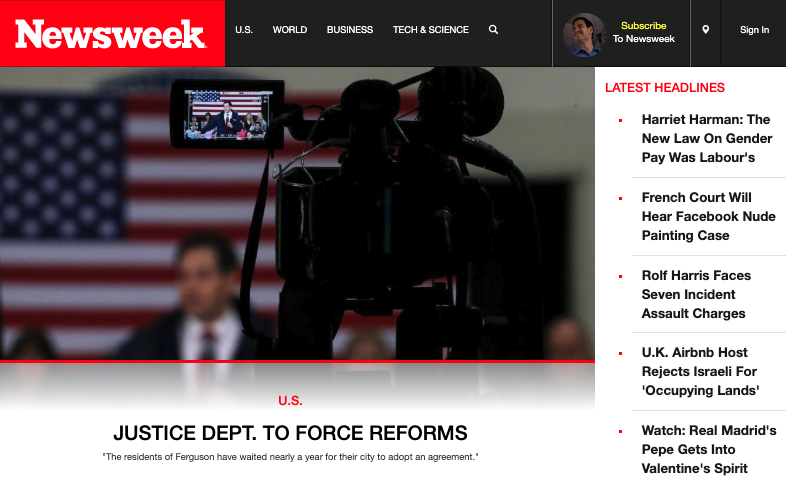 Newsweek
U.S.
WORLD
BUSINESS
TECH & SCIENCE
Subscribe
To Newsweek
Sign In
U.S.
JUSTICE DEPT. TO FORCE REFORMS
"The residents of Ferguson have waited nearly a year for their city to adopt an agreement."
LATEST HEADLINES
Harriet Harman: The
New Law On Gender
Pay Was Labour's
French Court Will
Hear Facebook Nude
Painting Case
Rolf Harris Faces
Seven Incident
Assault Charges
U.K. Airbnb Host
Rejects Israeli For
'Occupying Lands'
Watch: Real Madrid's
Pepe Gets Into
Valentine's Spirit